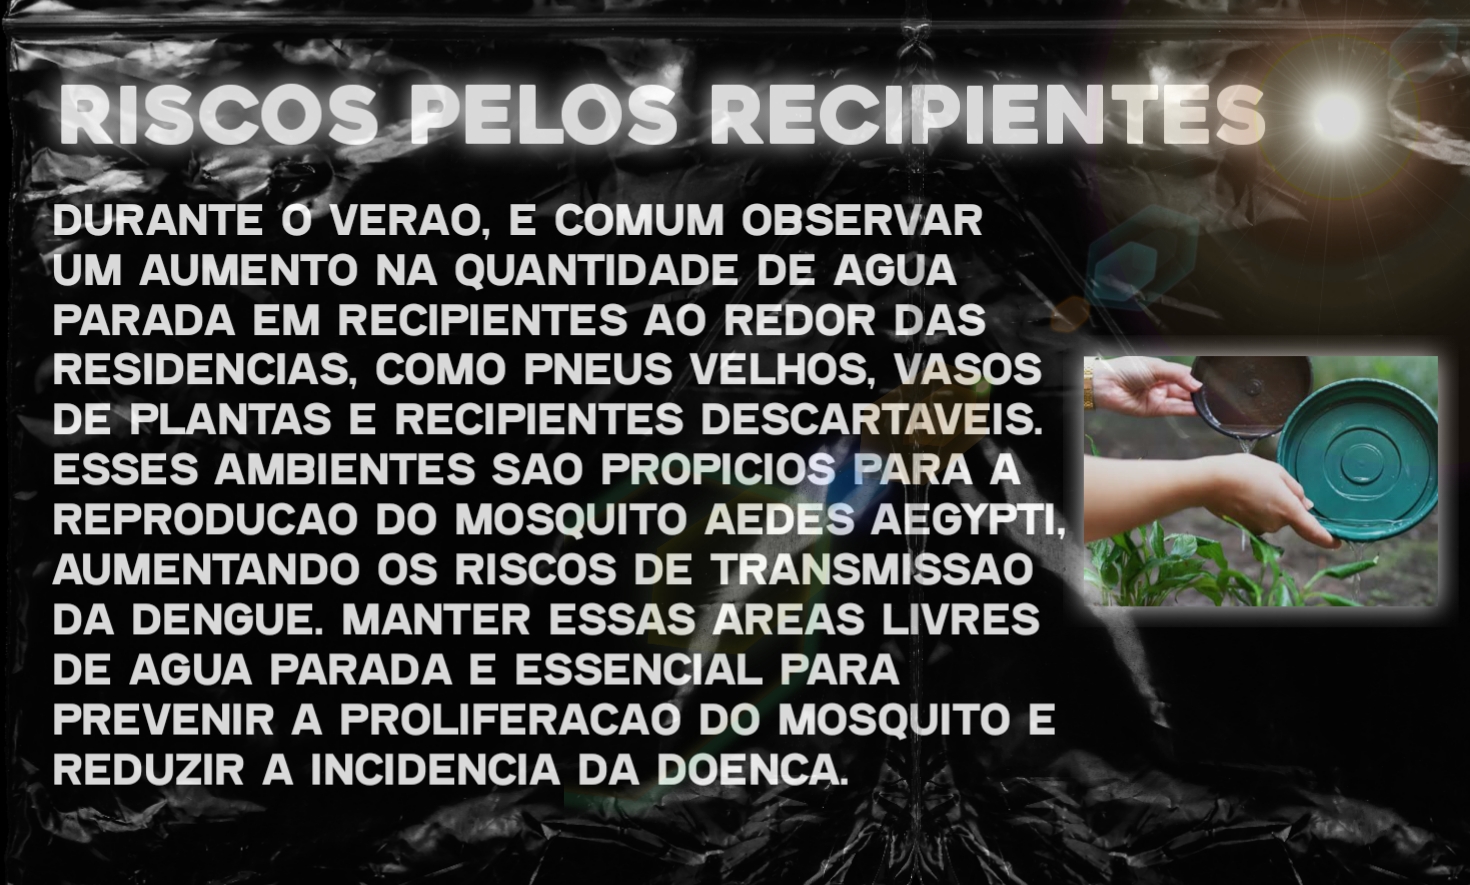 RISCOS PELOS RECIPIENTES
DURANTE O VERAO, E COMUM OBSERVAR
UM AUMENTO NA QUANTIDADE DE AGUA
PARADA EM RECIPIENTES AO REDOR DAS
RESIDENCIAS, COMO PNEUS VELHOS, VASOS
DE PLANTAS E RECIPIENTES DESCARTAVEIS.
ESSES AMBIENTES SAO PROPICIOS PARA A
REPRODUCAO DO MOSQUITO AEDES AEGYPTI,
AUMENTANDO OS RISCOS DE TRANSMISSAO
DA DENGUE. MANTER ESSAS AREAS LIVRES
DE AGUA PARADA E ESSENCIAL PARA
PREVENIR A PROLIFERACAO DO MOSQUITO E
REDUZIR A INCIDENCIA DA DOENCA.